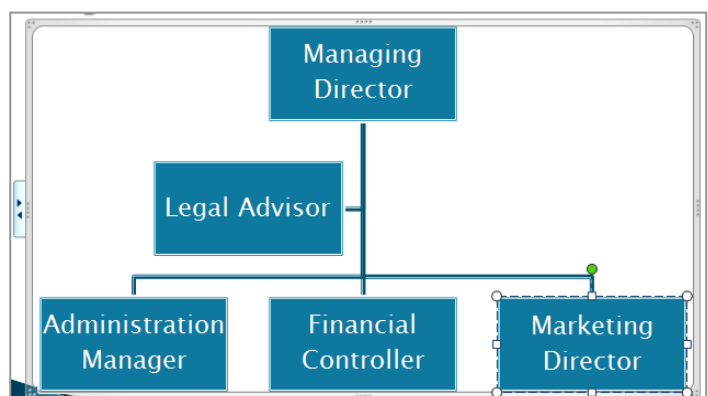 Managing
Director
Legal Advisor
Administration
Manager
Financial
Controller
Marketing
Director